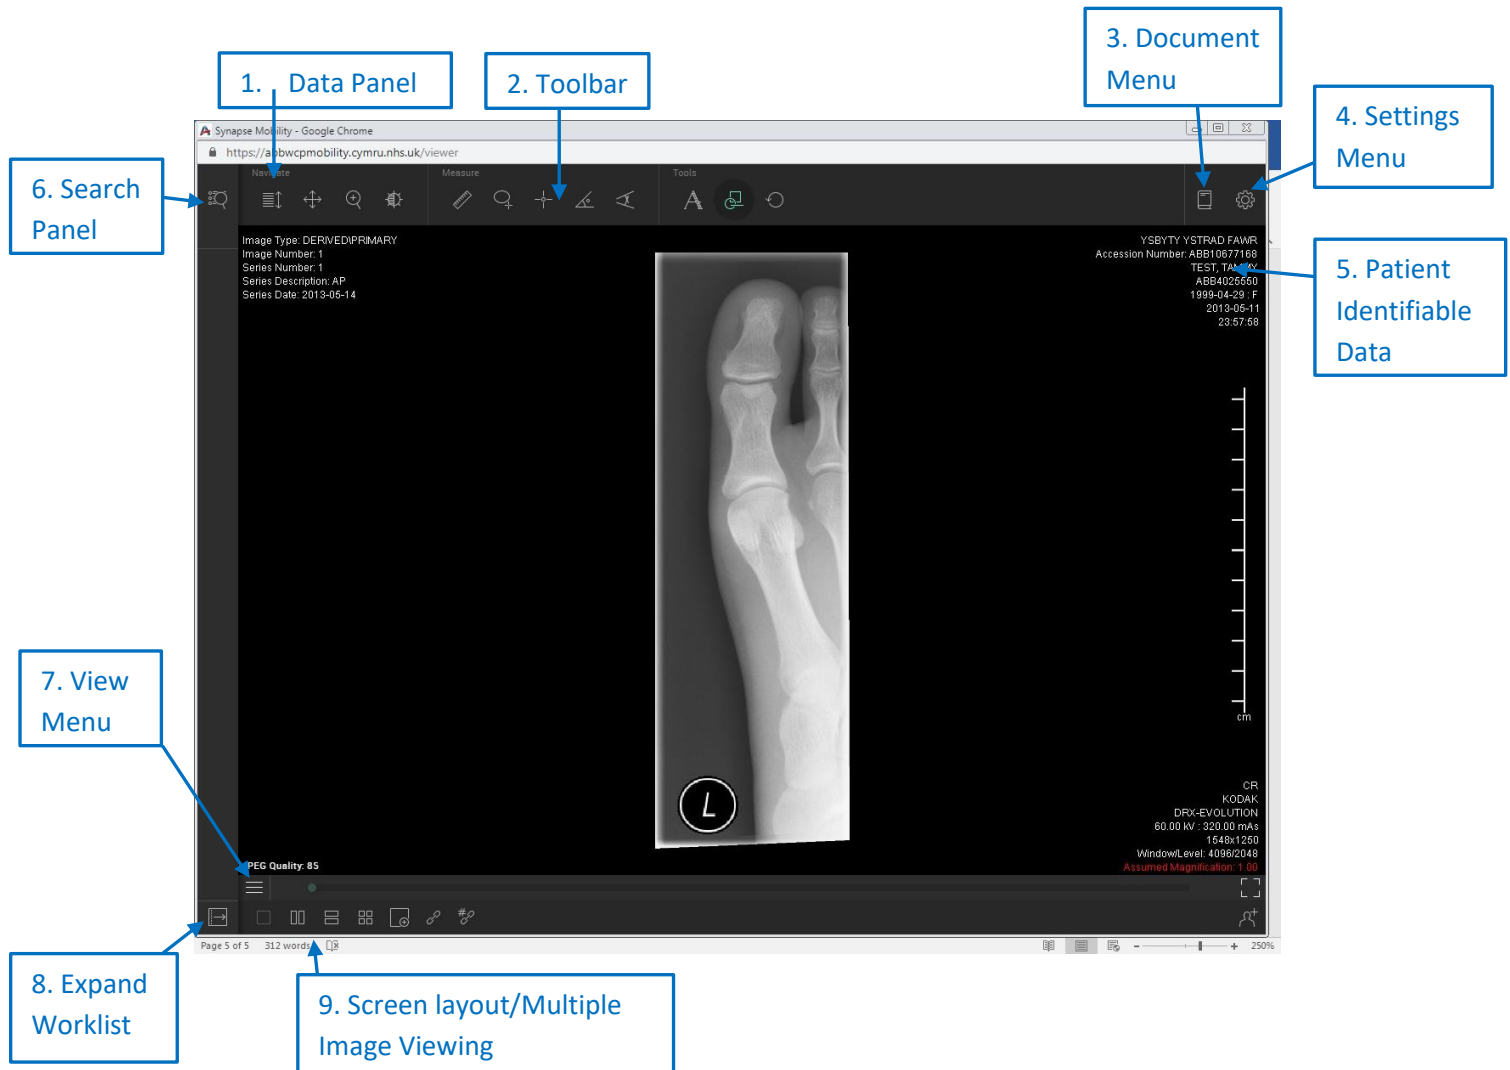 1. Data Panel
2. Toolbar
3. Document
Menu
4. Settings
Menu
Synapse Mobility - Google Chrome
https://abbwcpmobility.cymru.nhs.uk/viewer
6. Search
Panel
Navigate
Measure
Tools
Image Type: DERIVED\PRIMARY
Image Number: 1
Series Number: 1
Series Description: AP
Series Date: 2013-05-14
YSBYTY YSTRAD FAWR
Accession Number: ABB10677168
TEST, TAMMY
ABB4025550
1999-04-29 : F
2013-05-11
23:57:58
5. Patient
Identifiable
Data
cm
7. View
Menu
L
CR
KODAK
DRX-EVOLUTION
60.00 kV : 320.00 mAs
1548x1250
Window/Level: 4096/2048
Assumed Magnification: 1.00
JPEG Quality: 85
Page 5 of 5 312 words
250%
8. Expand
Worklist
9. Screen layout/Multiple
Image Viewing